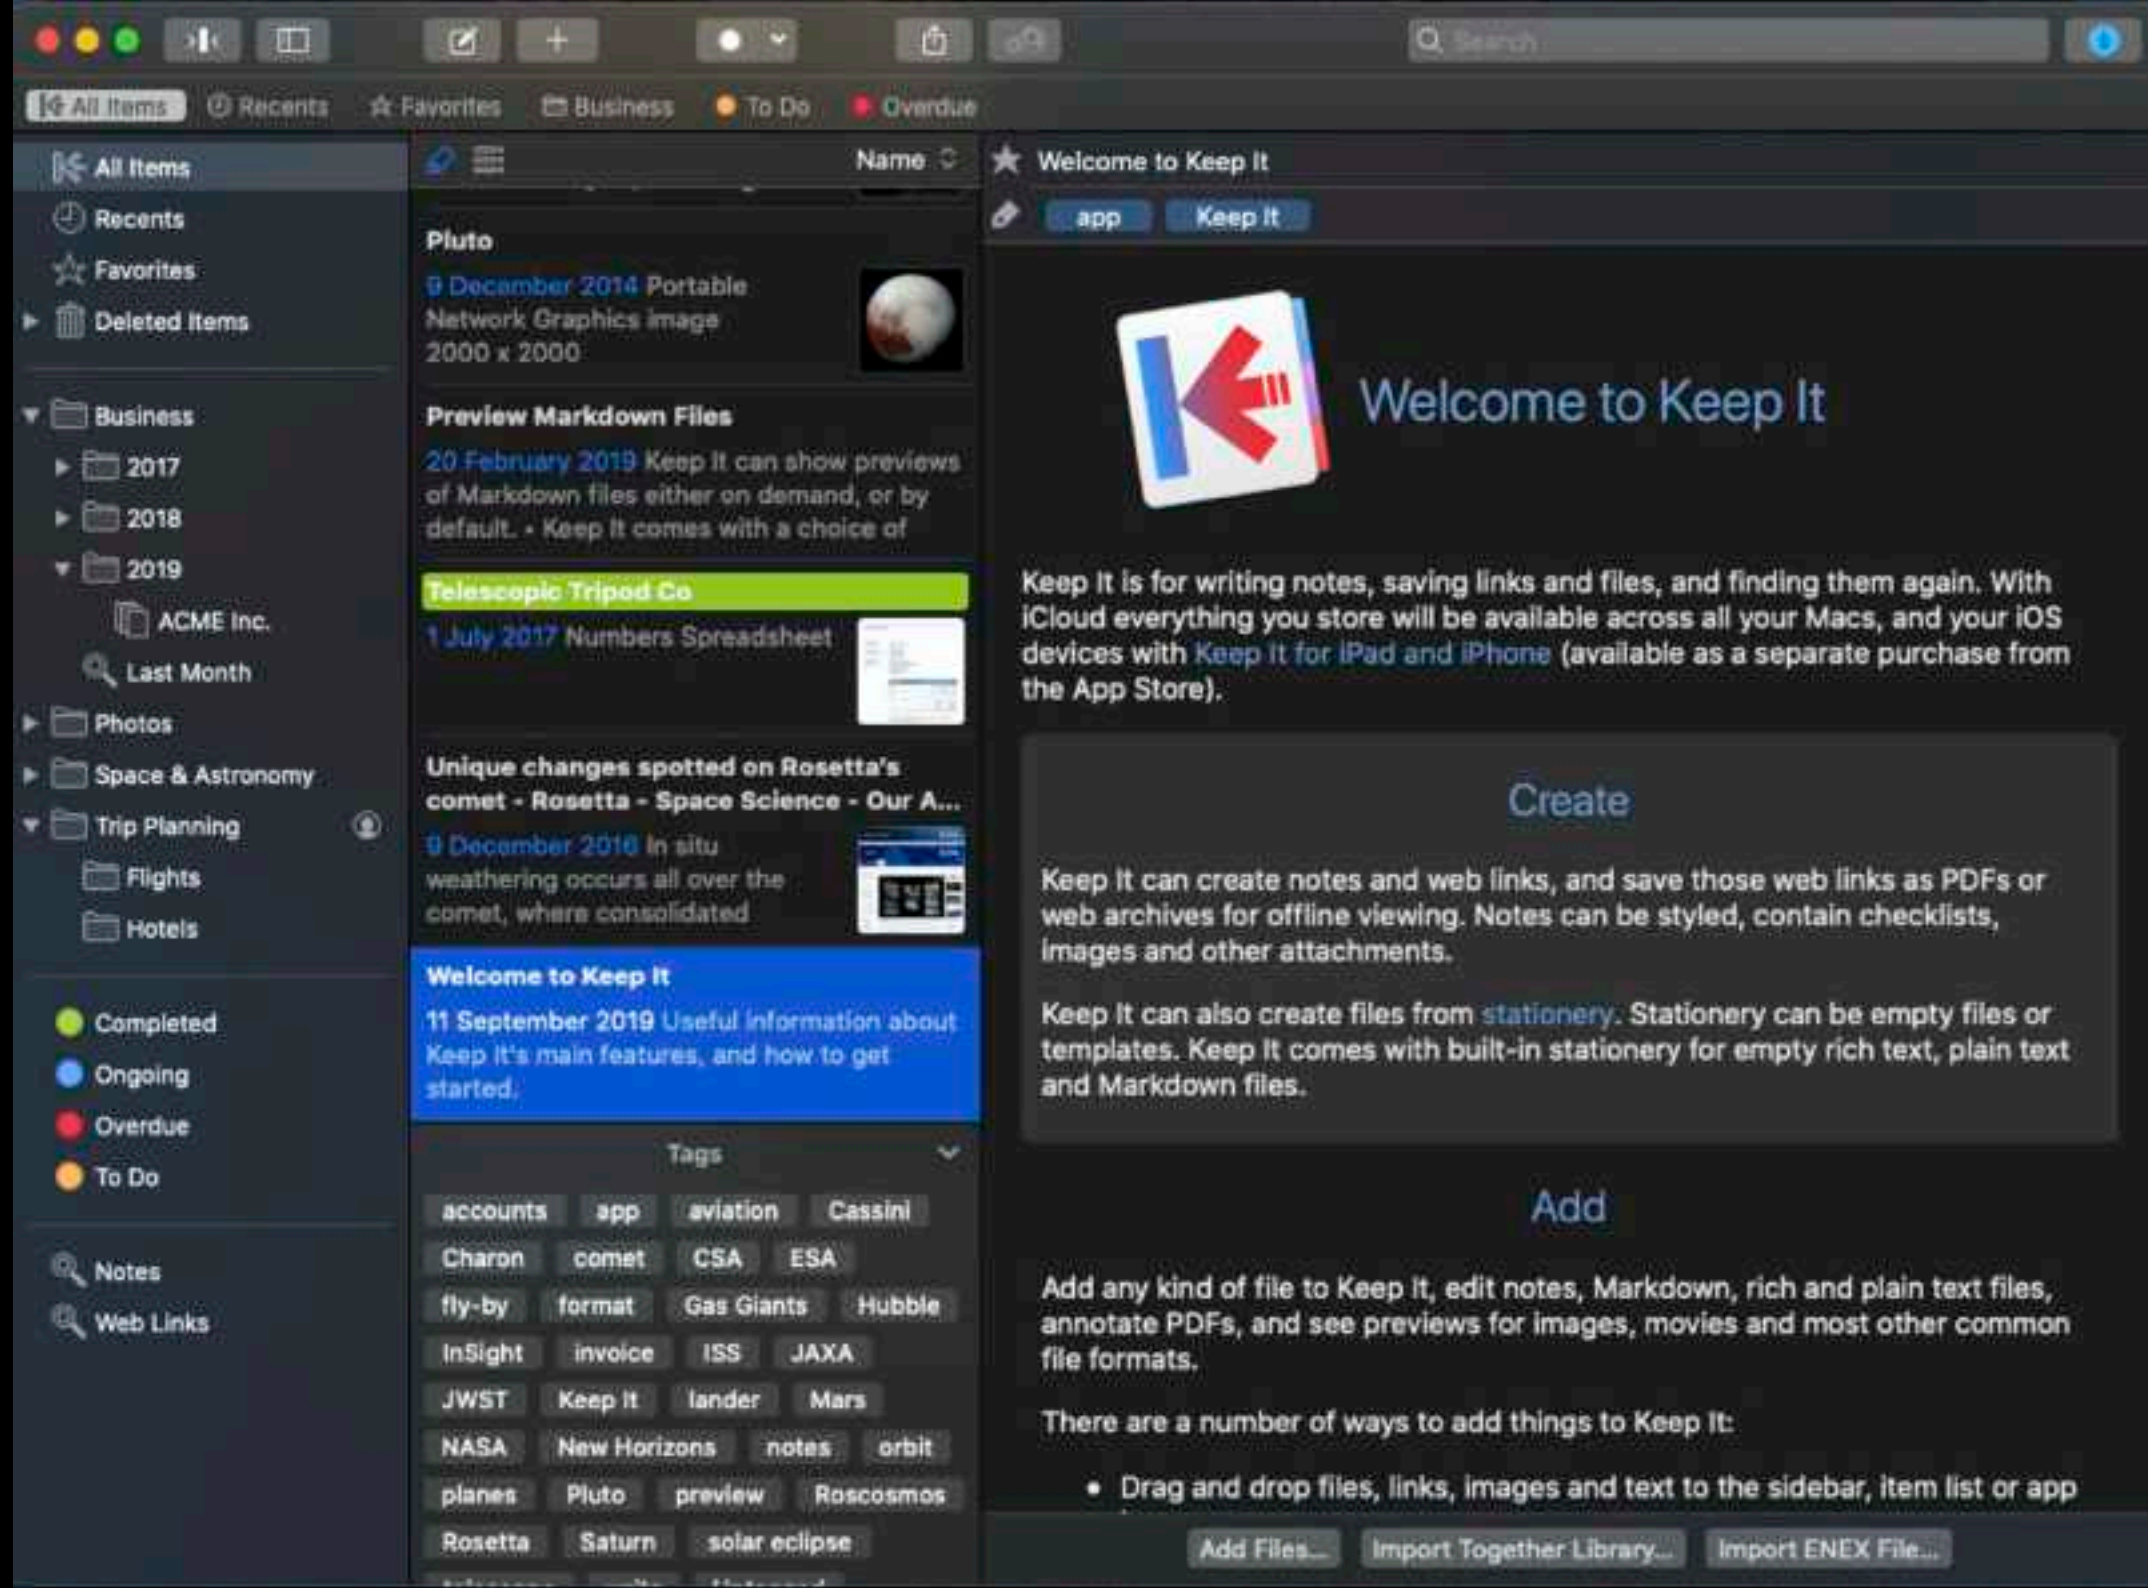 Search
All Items
Recents
Favorites
Business
To Do
Overdue
All Items
Recents
Favorites
Deleted Items
Business
2017
2018
2019
ACME Inc.
Last Month
Photos
Space & Astronomy
Trip Planning
Flights
Hotels
Completed
Ongoing
Overdue
To Do
Notes
Web Links
Name
Pluto
9 December 2014 Portable
Network Graphics image
2000 x 2000
Preview Markdown Files
20 February 2019 Keep It can show previews
of Markdown files either on demand, or by
default. • Keep It comes with a choice of
Telescopic Tripod Co
1 July 2017 Numbers Spreadsheet
Unique changes spotted on Rosetta's
comet - Rosetta - Space Science - Our A...
9 December 2016 In situ
weathering occurs all over the
comet, where consolidated
Welcome to Keep It
11 September 2019 Useful information about
Keep It's main features, and how to get
started.
Tags
accounts app aviation Cassini
Charon comet CSA ESA
fly-by format Gas Giants Hubble
InSight invoice ISS JAXA
JWST Keep It lander Mars
NASA New Horizons notes orbit
planes Pluto preview Roscosmos
Rosetta Saturn solar eclipse
Welcome to Keep It
app Keep It
Welcome to Keep It
Keep It is for writing notes, saving links and files, and finding them again. With
iCloud everything you store will be available across all your Macs, and your iOS
devices with Keep It for iPad and iPhone (available as a separate purchase from
the App Store).
Create
Keep It can create notes and web links, and save those web links as PDFs or
web archives for offline viewing. Notes can be styled, contain checklists,
images and other attachments.
Keep It can also create files from stationery. Stationery can be empty files or
templates. Keep It comes with built-in stationery for empty rich text, plain text
and Markdown files.
Add
Add any kind of file to Keep It, edit notes, Markdown, rich and plain text files,
annotate PDFs, and see previews for images, movies and most other common
file formats.
There are a number of ways to add things to Keep It:
• Drag and drop files, links, images and text to the sidebar, item list or app
Add Files...
Import Together Library...
Import ENEX File...